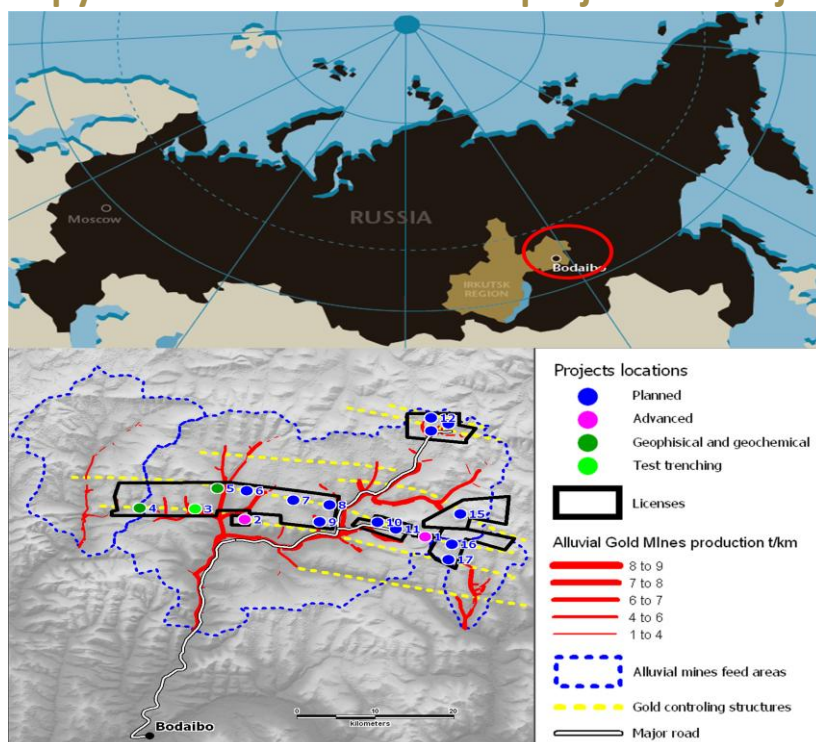 Moscow
RUSSIA
Bodaibo
IRKUTSK
REGION
Projects locations
Planned
Advanced
Geophisical and geochemical
Test trenching
Licenses
Alluvial Gold MInes production t/km
8 to 9
7 to 8
6 to 7
4 to 6
1 to 4
Alluvial mines feed areas
Gold controling structures
Major road
12
5
6
7
8
4
3
2
9
10
11
1
15
16
17
Bodaibo
0
10
20
kilometers